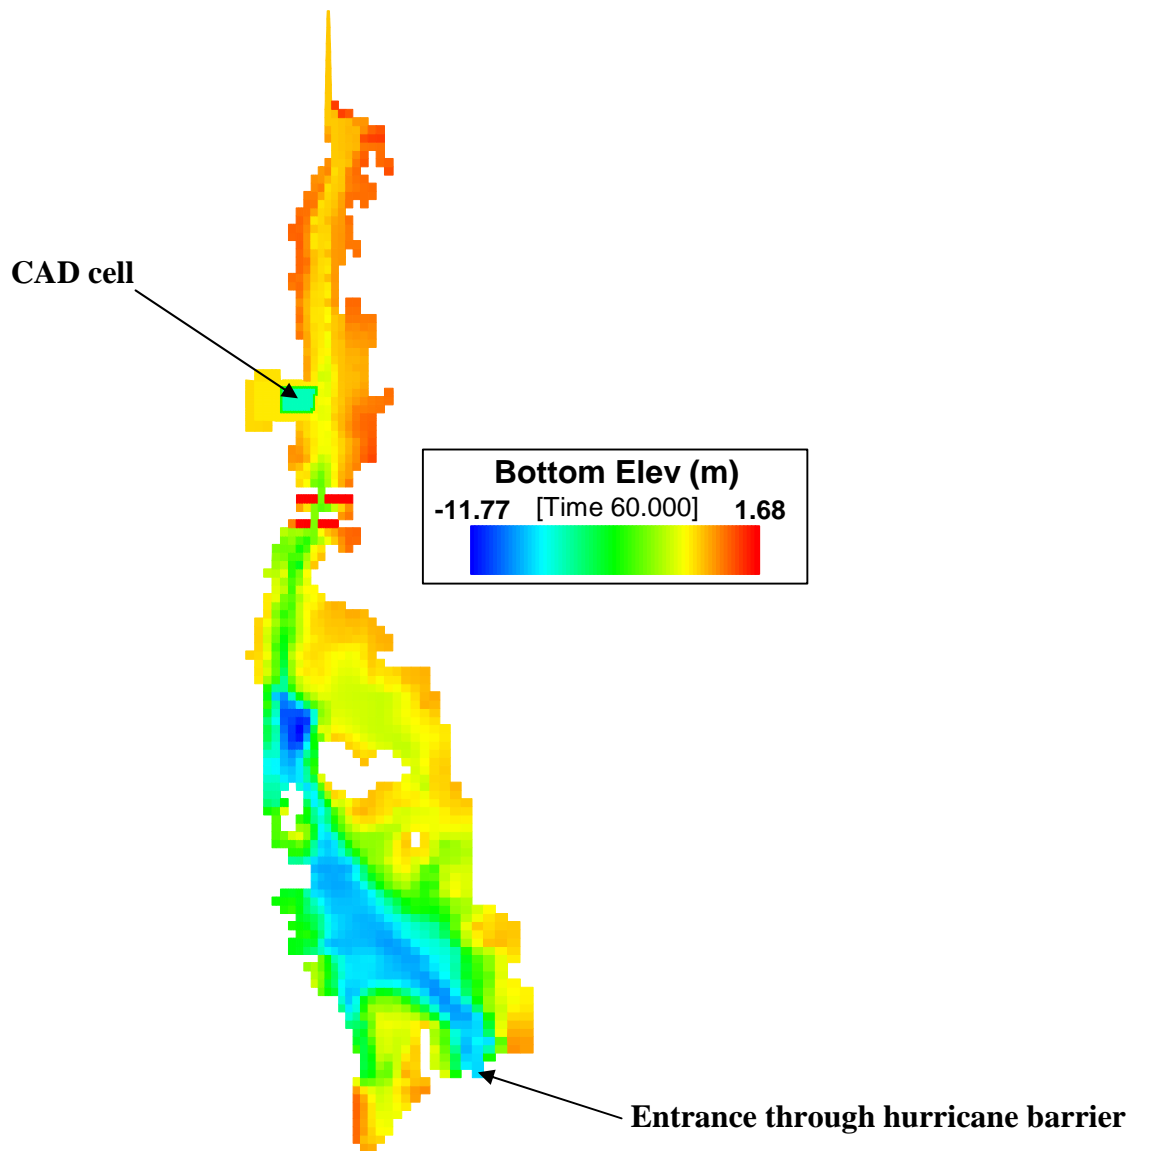 CAD cell
Bottom Elev (m)
-11.77 [Time 60.000] 1.68
Entrance through hurricane barrier